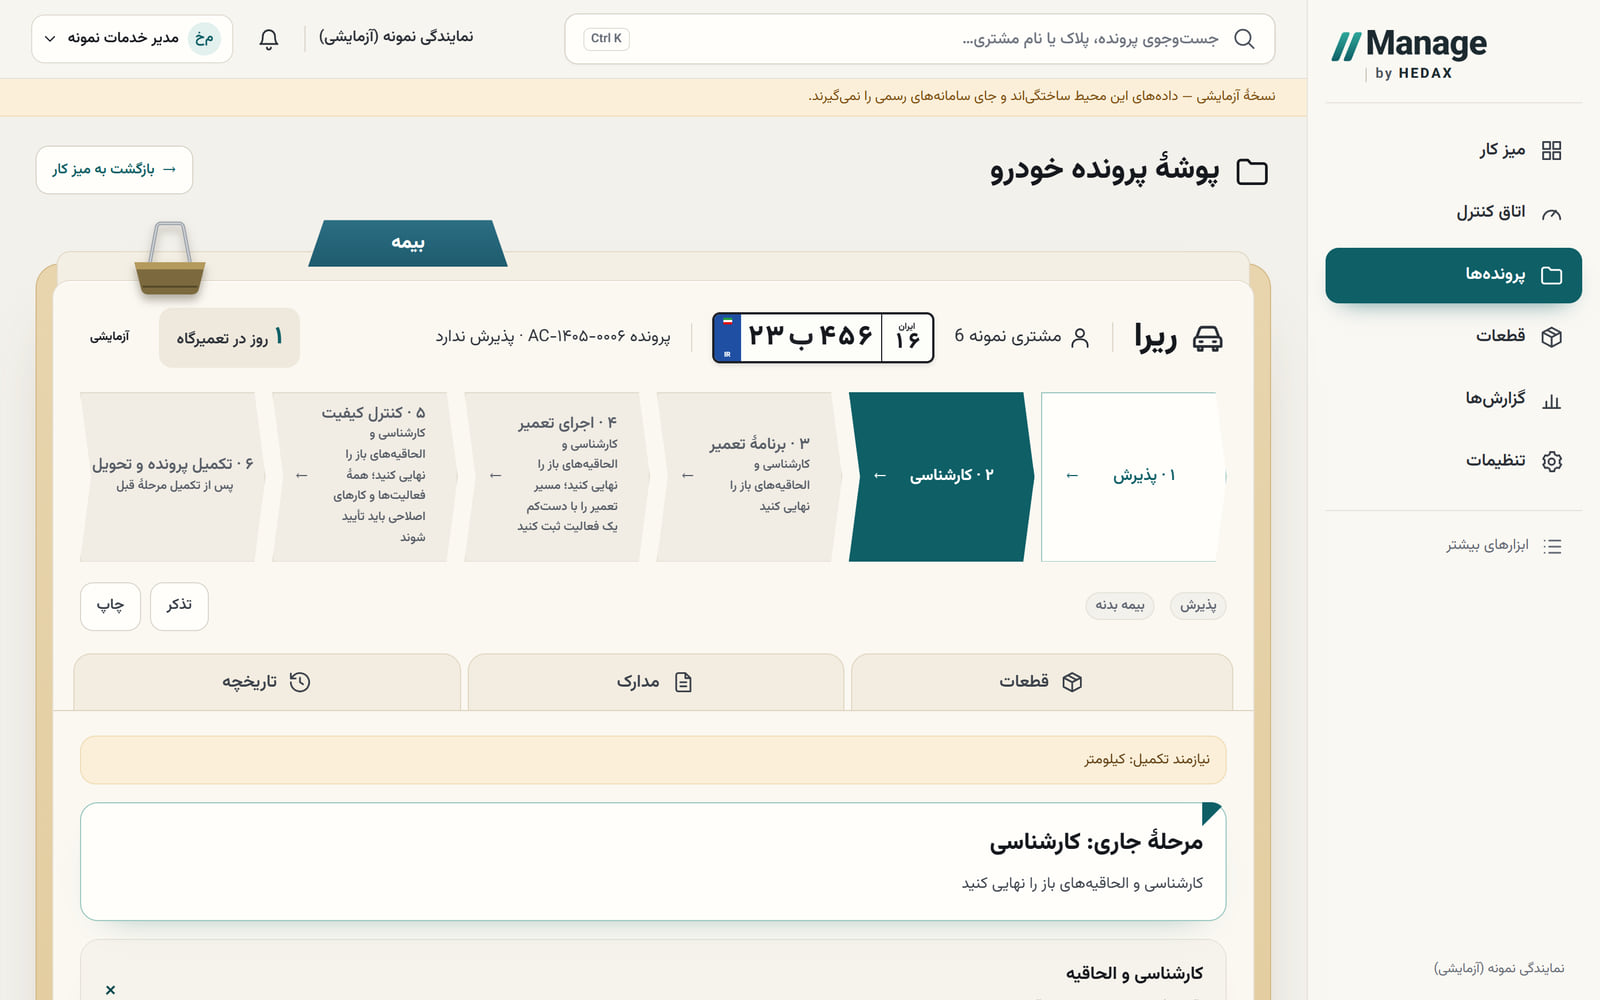 Manage
by HEDAX
میز کار
اتاق کنترل
پرونده‌ها
قطعات
گزارش‌ها
تنظیمات
ابزارهای بیشتر
نمایندگی نمونه (آزمایشی)
جست‌وجوی پرونده، پلاک یا نام مشتری...
Ctrl K
نمایندگی نمونه (آزمایشی)
م‌خ
مدیر خدمات نمونه
نسخهٔ آزمایشی — داده‌های این محیط ساختگی‌اند و جای سامانه‌های رسمی را نمی‌گیرند.
پوشهٔ پرونده خودرو
→ بازگشت به میز کار
بیمه
ریرا
مشتری نمونه 6
ایران
۱۶
۴۵۶ ب ۲۳
IR
پرونده AC-۱۴۰۵-۰۰۰۶ · پذیرش ندارد
۱ روز در تعمیرگاه
آزمایشی
۱ · پذیرش
←
۲ · کارشناسی
←
۳ · برنامهٔ تعمیر
کارشناسی و
الحاقیه‌های باز را
نهایی کنید
←
۴ · اجرای تعمیر
کارشناسی و
الحاقیه‌های باز را
نهایی کنید؛ مسیر
تعمیر را با دست‌کم
یک فعالیت ثبت کنید
←
۵ · کنترل کیفیت
کارشناسی و
الحاقیه‌های باز را
نهایی کنید؛ همهٔ
فعالیت‌ها و کارهای
اصلاحی باید تأیید
شوند
←
۶ · تکمیل پرونده و تحویل
پس از تکمیل مرحلهٔ قبل
پذیرش
بیمه بدنه
تذکر
چاپ
قطعات
مدارک
تاریخچه
نیازمند تکمیل: کیلومتر
مرحلهٔ جاری: کارشناسی
کارشناسی و الحاقیه‌های باز را نهایی کنید
کارشناسی و الحاقیه
×